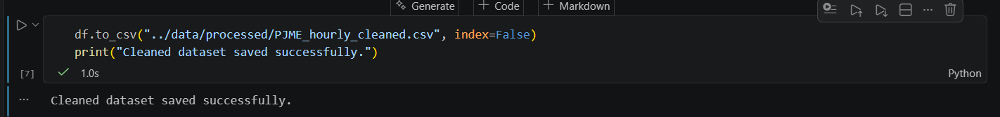 Generate + Code + Markdown
df.to_csv("../data/processed/PJME_hourly_cleaned.csv", index=False)
print("Cleaned dataset saved successfully.")
[7] 1.0s Python
Cleaned dataset saved successfully.